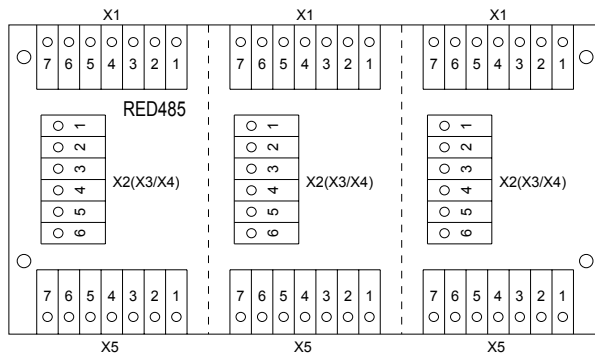 X1 X1 X1
7 6 5 4 3 2 1 7 6 5 4 3 2 1 7 6 5 4 3 2 1
RED485
1 1 1
2 2 2
3 3 3
X2(X3/X4) X2(X3/X4) X2(X3/X4)
4 4 4
5 5 5
6 6 6
7 6 5 4 3 2 1 7 6 5 4 3 2 1 7 6 5 4 3 2 1
X5 X5 X5